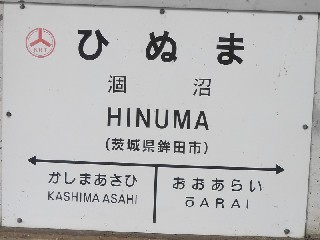 KRT
ひぬま
涸沼
HINUMA
(茨城県鉾田市)
かしまあさひ おおあらい
KASHIMA ASAHI ōARAI